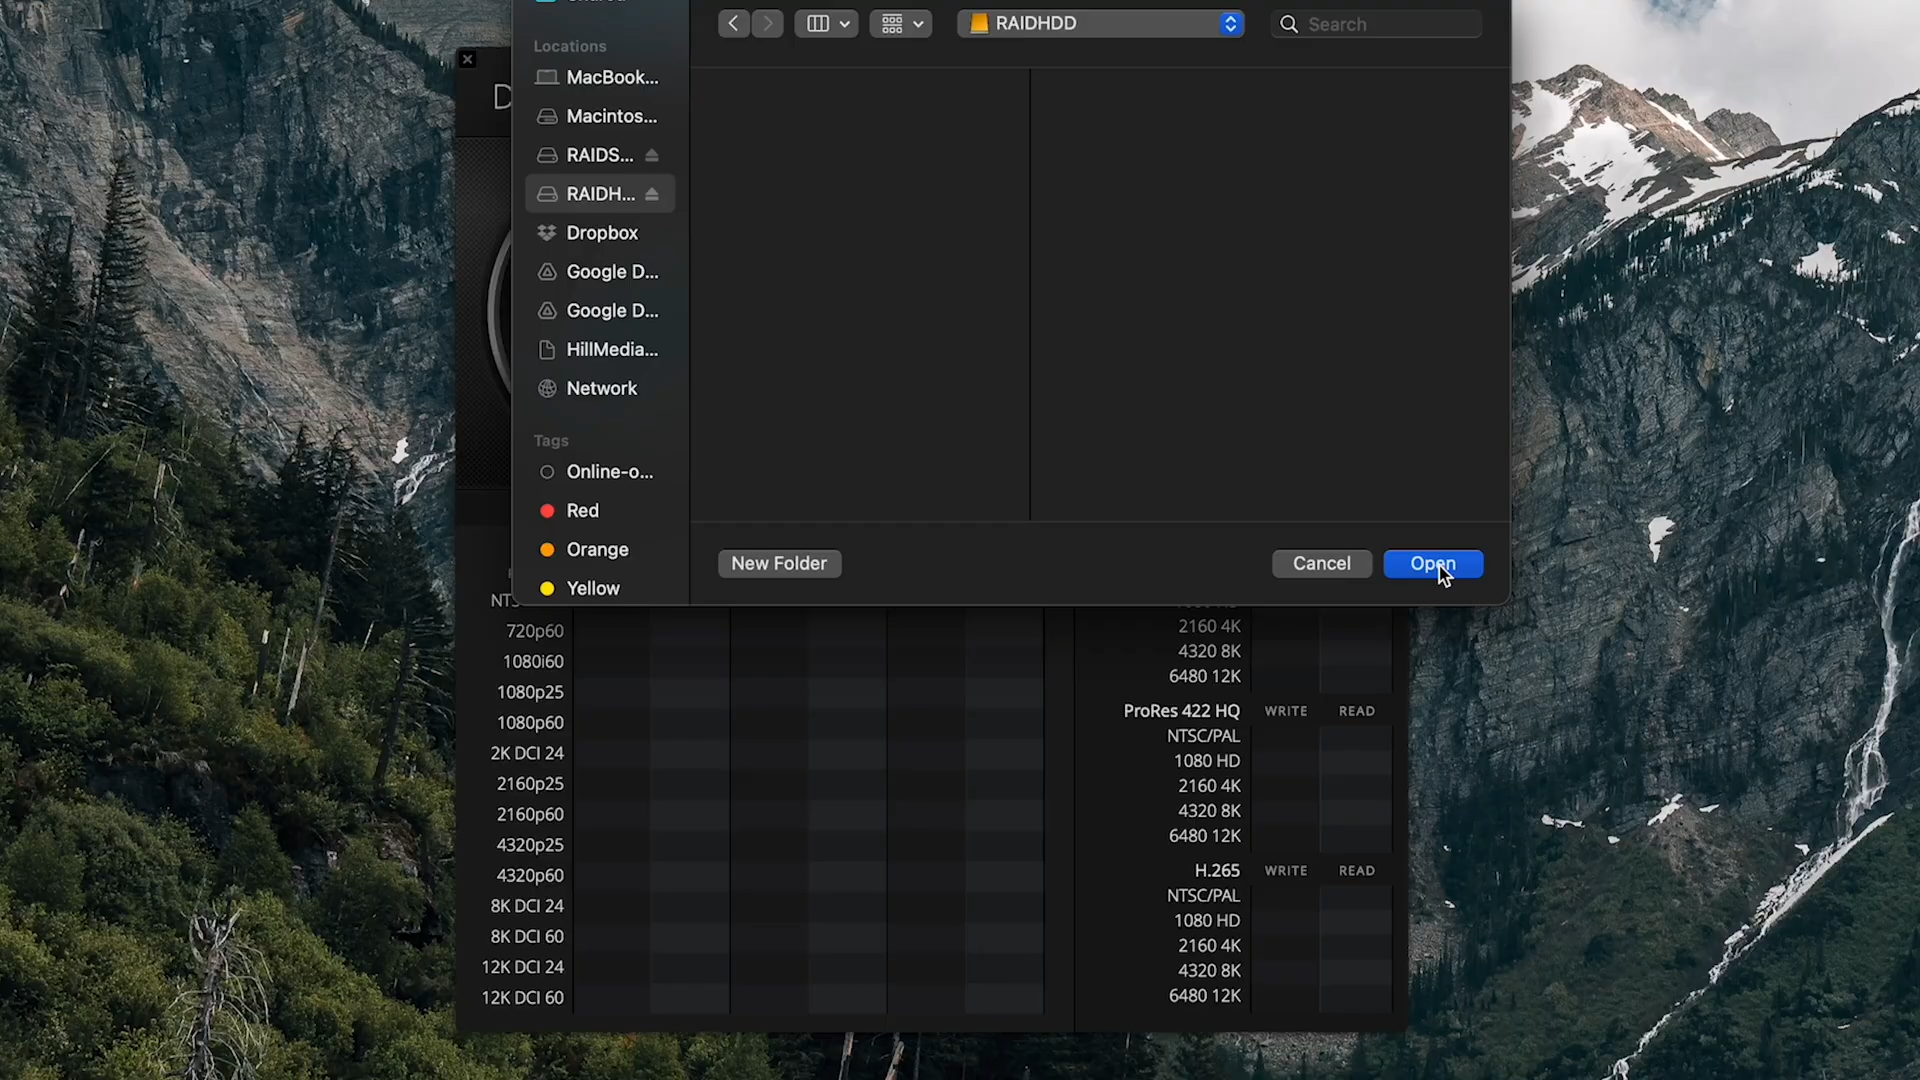 RAIDHDD
Search
Locations
MacBook...
Macintos...
RAIDS...
RAIDH...
Dropbox
Google D...
Google D...
HillMedia...
Network
Tags
Online-o...
Red
Orange
Yellow
New Folder
Cancel
Open
D
NTS
720p60
1080i60
1080p25
1080p60
2K DCI 24
2160p25
2160p60
4320p25
4320p60
8K DCI 24
8K DCI 60
12K DCI 24
12K DCI 60
2160 4K
4320 8K
6480 12K
ProRes 422 HQ WRITE READ
NTSC/PAL
1080 HD
2160 4K
4320 8K
6480 12K
H.265 WRITE READ
NTSC/PAL
1080 HD
2160 4K
4320 8K
6480 12K